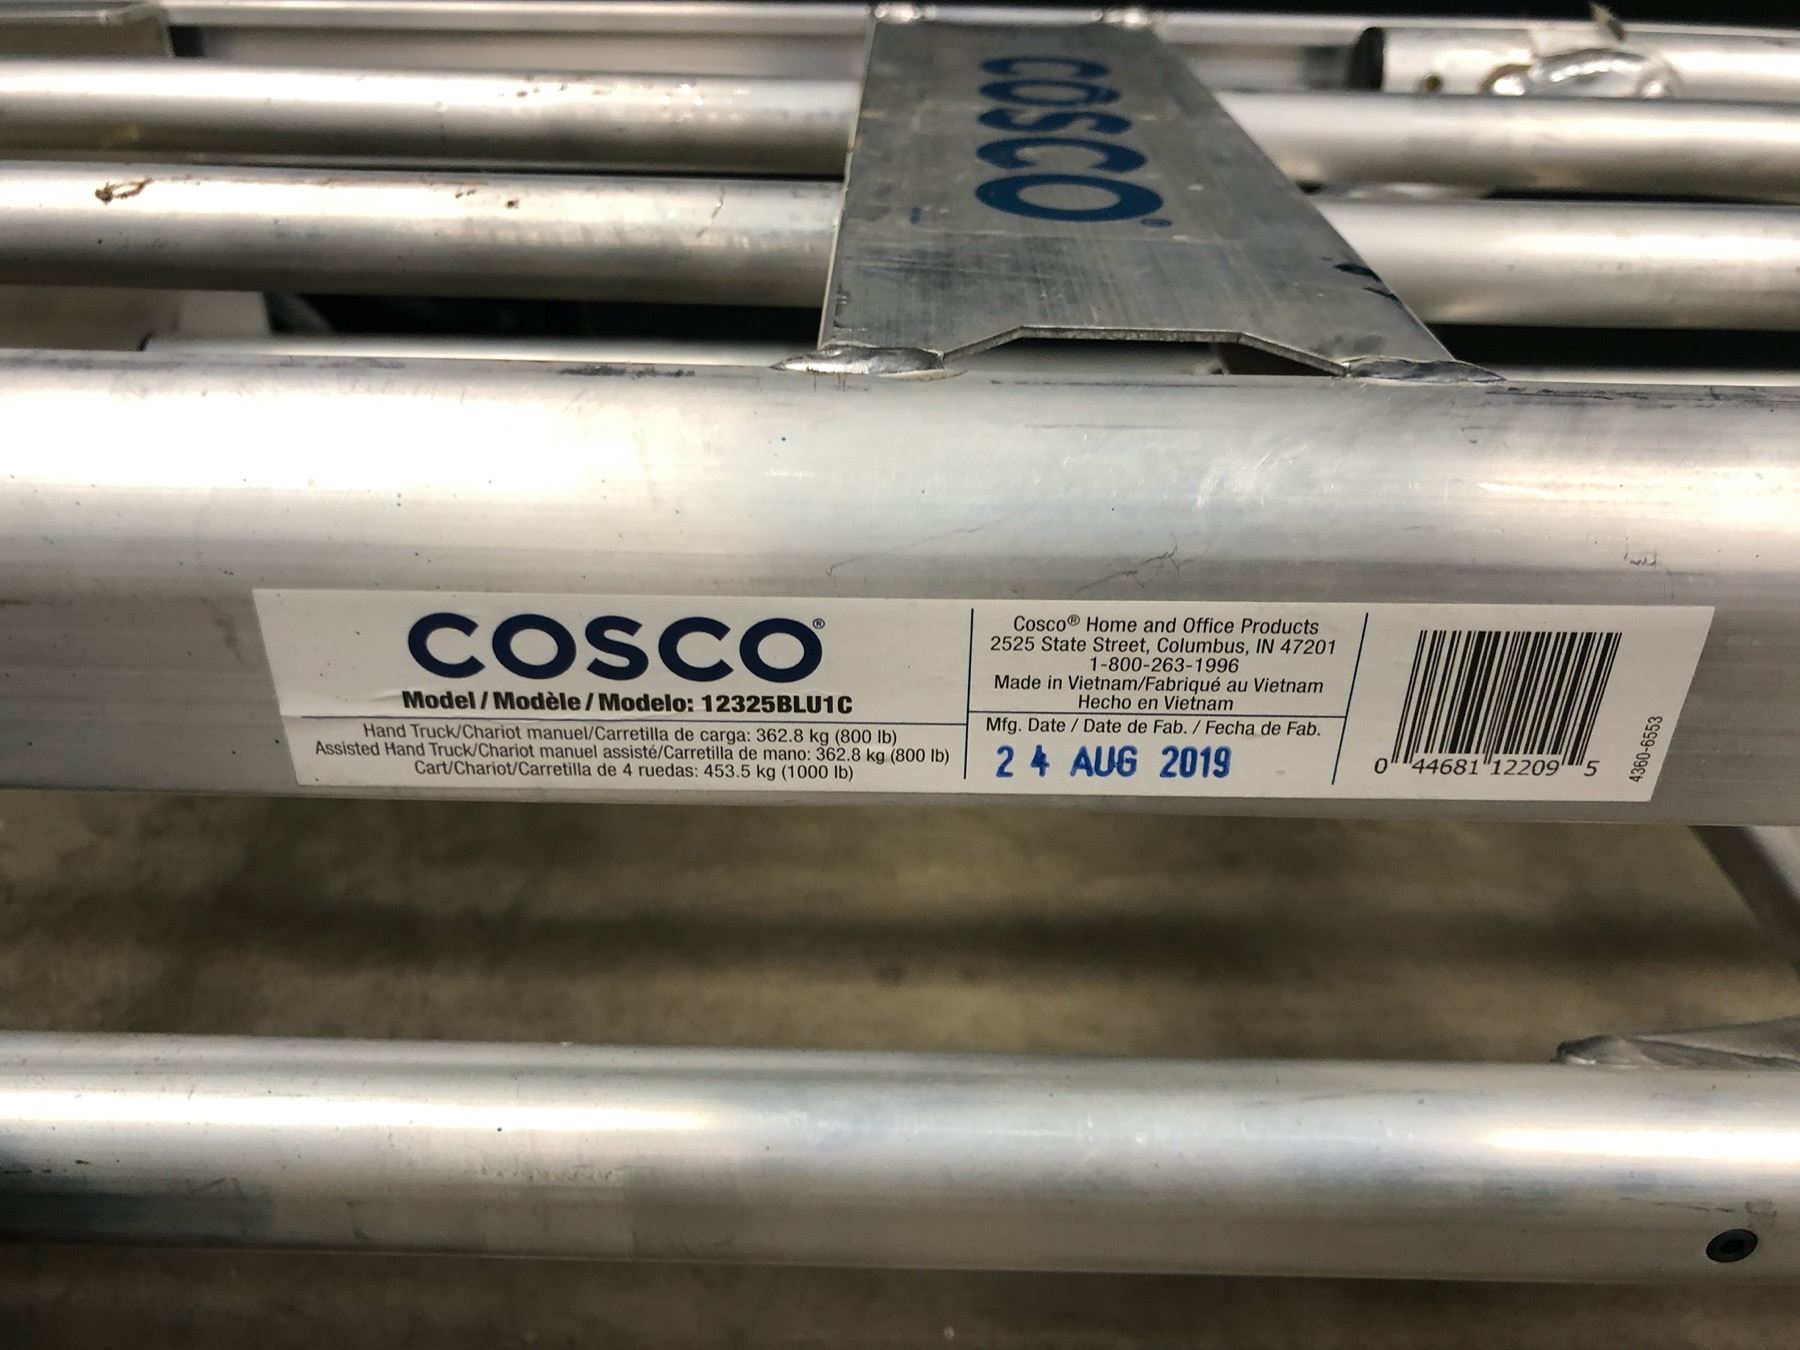 COSCO®
COSCO®
Model / Modèle / Modelo: 12325BLU1C
Hand Truck/Chariot manuel/Carretilla de carga: 362.8 kg (800 lb)
Assisted Hand Truck/Chariot manuel assisté/Carretilla de mano: 362.8 kg (800 lb)
Cart/Chariot/Carretilla de 4 ruedas: 453.5 kg (1000 lb)
Cosco® Home and Office Products
2525 State Street, Columbus, IN 47201
1-800-263-1996
Made in Vietnam/Fabriqué au Vietnam
Hecho en Vietnam
Mfg. Date / Date de Fab. / Fecha de Fab.
24 AUG 2019
0 44681 12209 5
4360-6553